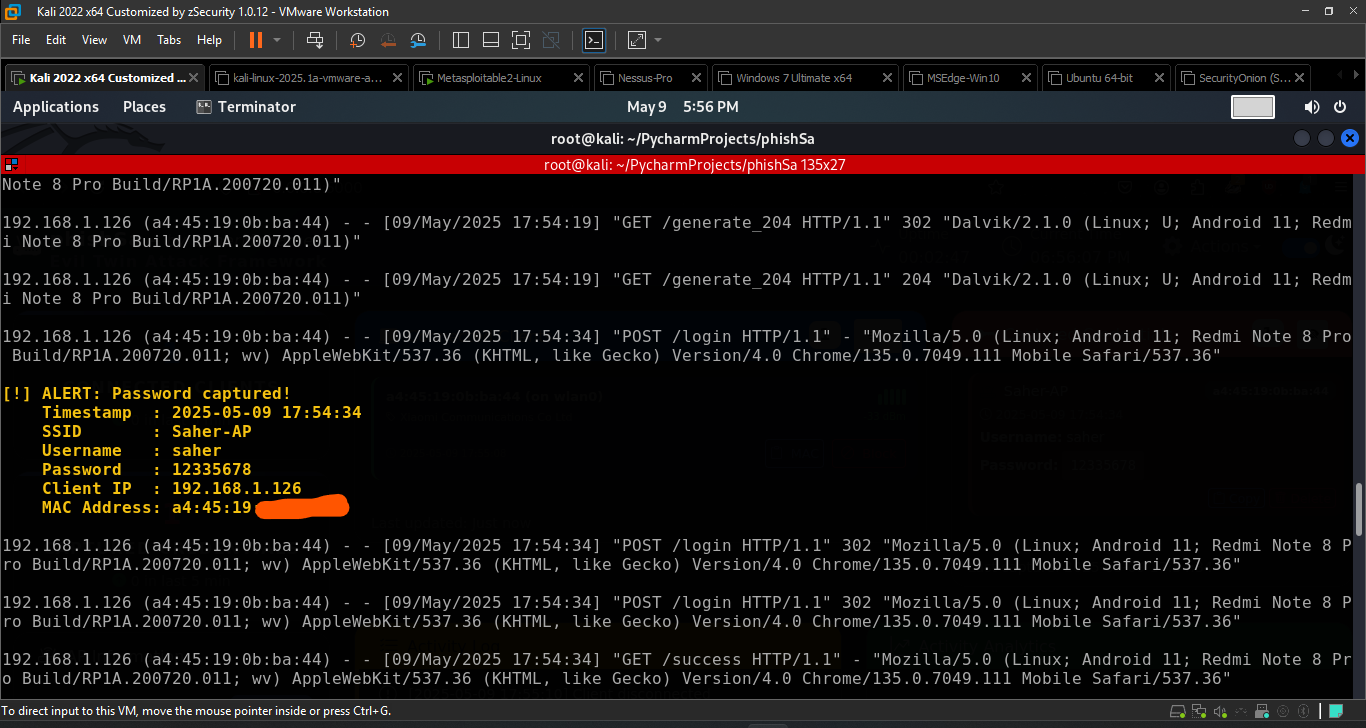 Kali 2022 x64 Customized by zSecurity 1.0.12 - VMware Workstation
File Edit View VM Tabs Help
Kali 2022 x64 Customized ... kali-linux-2025.1a-vmware-a... Metasploitable2-Linux Nessus-Pro Windows 7 Ultimate x64 MSEdge-Win10 Ubuntu 64-bit SecurityOnion (S...
Applications Places Terminator May 9 5:56 PM
root@kali: ~/PycharmProjects/phishSa
root@kali: ~/PycharmProjects/phishSa 135x27
Note 8 Pro Build/RP1A.200720.011)"
192.168.1.126 (a4:45:19:0b:ba:44) - - [09/May/2025 17:54:19] "GET /generate_204 HTTP/1.1" 302 "Dalvik/2.1.0 (Linux; U; Android 11; Redm
i Note 8 Pro Build/RP1A.200720.011)"
192.168.1.126 (a4:45:19:0b:ba:44) - - [09/May/2025 17:54:19] "GET /generate_204 HTTP/1.1" 204 "Dalvik/2.1.0 (Linux; U; Android 11; Redm
i Note 8 Pro Build/RP1A.200720.011)"
192.168.1.126 (a4:45:19:0b:ba:44) - - [09/May/2025 17:54:34] "POST /login HTTP/1.1" - "Mozilla/5.0 (Linux; Android 11; Redmi Note 8 Pro
Build/RP1A.200720.011; wv) AppleWebKit/537.36 (KHTML, like Gecko) Version/4.0 Chrome/135.0.7049.111 Mobile Safari/537.36"
[!] ALERT: Password captured!
Timestamp : 2025-05-09 17:54:34
SSID : Saher-AP
Username : saher
Password : 12335678
Client IP : 192.168.1.126
MAC Address: a4:45:19
192.168.1.126 (a4:45:19:0b:ba:44) - - [09/May/2025 17:54:34] "POST /login HTTP/1.1" 302 "Mozilla/5.0 (Linux; Android 11; Redmi Note 8 P
ro Build/RP1A.200720.011; wv) AppleWebKit/537.36 (KHTML, like Gecko) Version/4.0 Chrome/135.0.7049.111 Mobile Safari/537.36"
192.168.1.126 (a4:45:19:0b:ba:44) - - [09/May/2025 17:54:34] "POST /login HTTP/1.1" 302 "Mozilla/5.0 (Linux; Android 11; Redmi Note 8 P
ro Build/RP1A.200720.011; wv) AppleWebKit/537.36 (KHTML, like Gecko) Version/4.0 Chrome/135.0.7049.111 Mobile Safari/537.36"
192.168.1.126 (a4:45:19:0b:ba:44) - - [09/May/2025 17:54:34] "GET /success HTTP/1.1" - "Mozilla/5.0 (Linux; Android 11; Redmi Note 8 Pr
o Build/RP1A.200720.011; wv) AppleWebKit/537.36 (KHTML, like Gecko) Version/4.0 Chrome/135.0.7049.111 Mobile Safari/537.36"
To direct input to this VM, move the mouse pointer inside or press Ctrl+G.